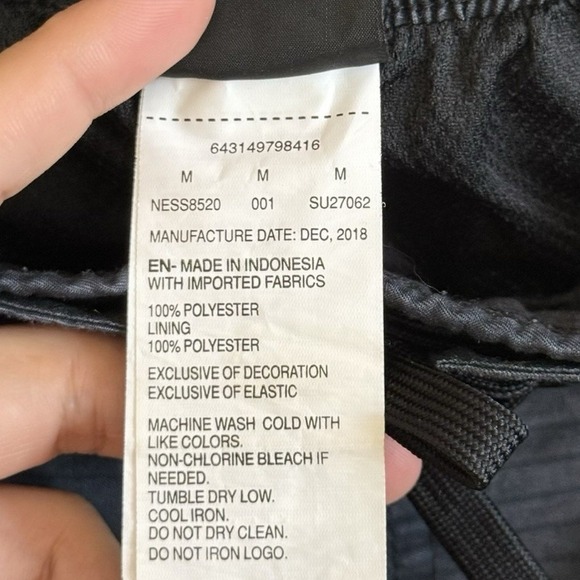 643149798416
M M M
NESS8520 001 SU27062
MANUFACTURE DATE: DEC, 2018
EN- MADE IN INDONESIA
WITH IMPORTED FABRICS
100% POLYESTER
LINING
100% POLYESTER
EXCLUSIVE OF DECORATION
EXCLUSIVE OF ELASTIC
MACHINE WASH COLD WITH
LIKE COLORS.
NON-CHLORINE BLEACH IF
NEEDED.
TUMBLE DRY LOW.
COOL IRON.
DO NOT DRY CLEAN.
DO NOT IRON LOGO.